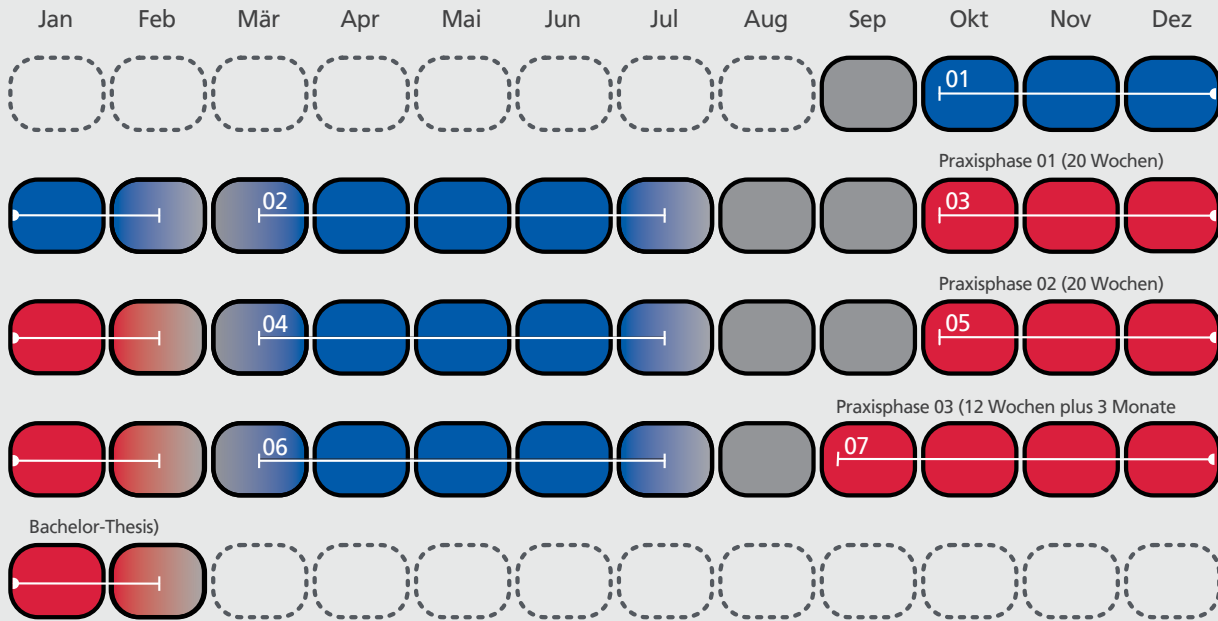 Jan Feb Mär Apr Mai Jun Jul Aug Sep Okt Nov Dez
01
Praxisphase 01 (20 Wochen)
02 03
Praxisphase 02 (20 Wochen)
04 05
Praxisphase 03 (12 Wochen plus 3 Monate
06 07
Bachelor-Thesis)